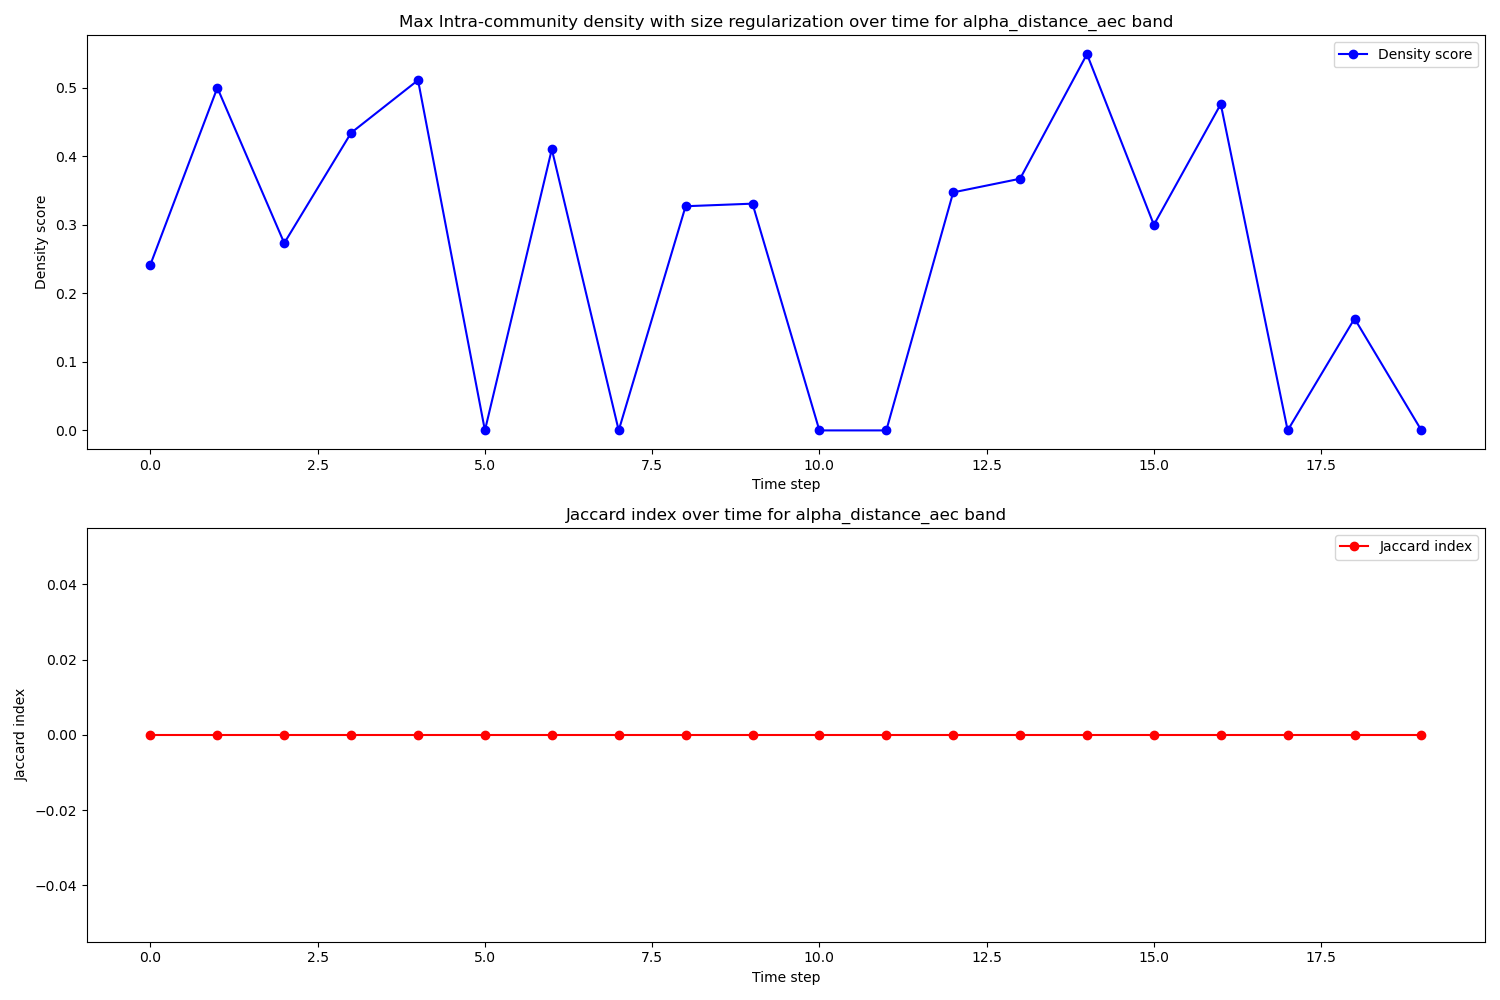 Max Intra-community density with size regularization over time for alpha_distance_aec band
Density score
0.5
0.4
0.3
0.2
0.1
0.0
Density score
0.0 2.5 5.0 7.5 10.0 12.5 15.0 17.5
Time step
Jaccard index over time for alpha_distance_aec band
Jaccard index
0.04
0.02
0.00
−0.02
−0.04
Jaccard index
0.0 2.5 5.0 7.5 10.0 12.5 15.0 17.5
Time step